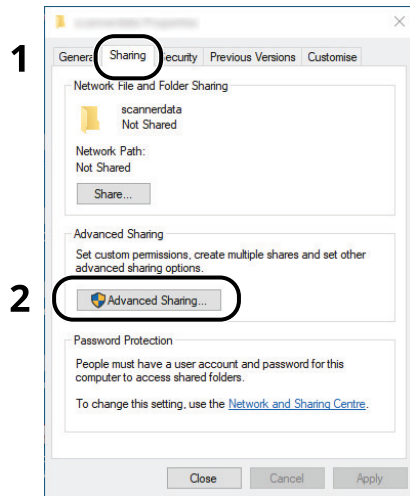 1
General Sharing Security Previous Versions Customise
Network File and Folder Sharing
scannerdata
Not Shared
Network Path:
Not Shared
Share...
Advanced Sharing
Set custom permissions, create multiple shares and set other
advanced sharing options.
2
Advanced Sharing...
Password Protection
People must have a user account and password for this
computer to access shared folders.
To change this setting, use the Network and Sharing Centre.
Close Cancel Apply